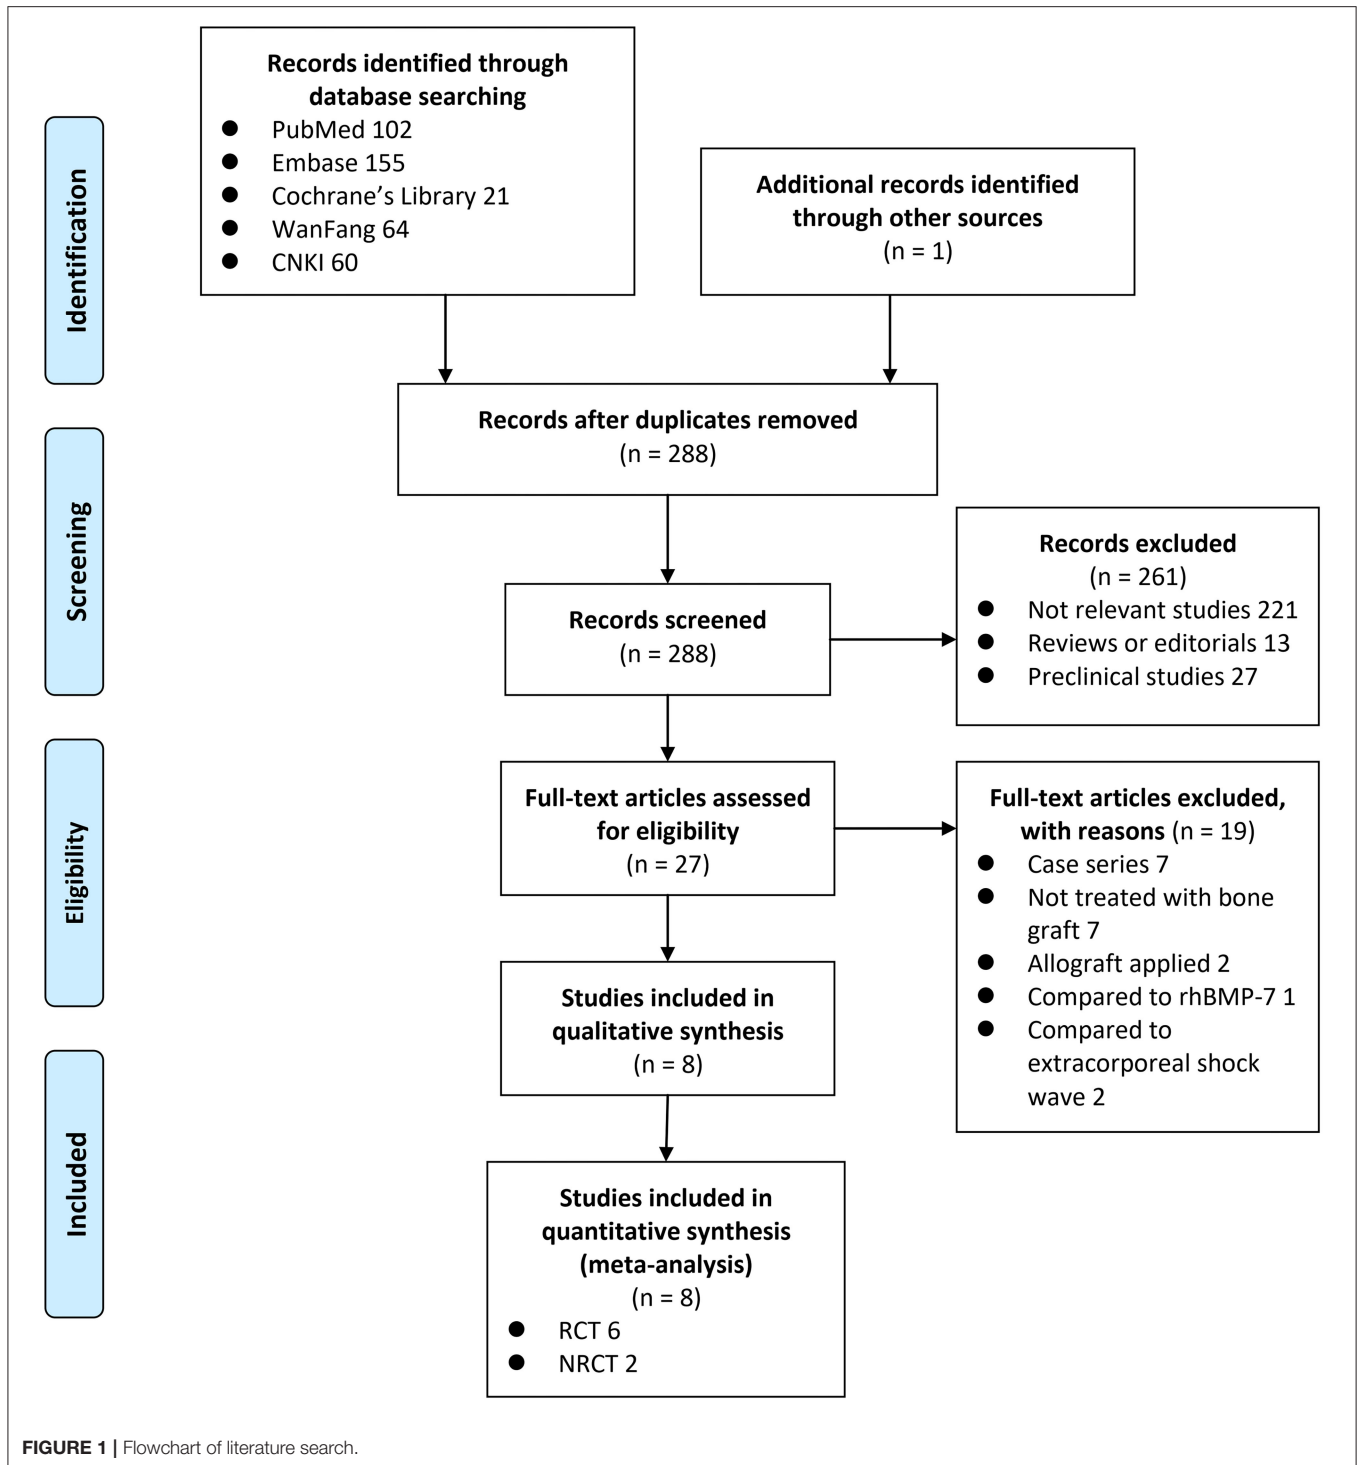 Identification
Records identified through
database searching
● PubMed 102
● Embase 155
● Cochrane’s Library 21
● WanFang 64
● CNKI 60
Additional records identified
through other sources
(n = 1)
Records after duplicates removed
(n = 288)
Screening
Records screened
(n = 288)
Records excluded
(n = 261)
● Not relevant studies 221
● Reviews or editorials 13
● Preclinical studies 27
Eligibility
Full-text articles assessed
for eligibility
(n = 27)
Full-text articles excluded,
with reasons (n = 19)
● Case series 7
● Not treated with bone
graft 7
● Allograft applied 2
● Compared to rhBMP-7 1
● Compared to
extracorporeal shock
wave 2
Studies included in
qualitative synthesis
(n = 8)
Included
Studies included in
quantitative synthesis
(meta-analysis)
(n = 8)
● RCT 6
● NRCT 2
FIGURE 1 | Flowchart of literature search.